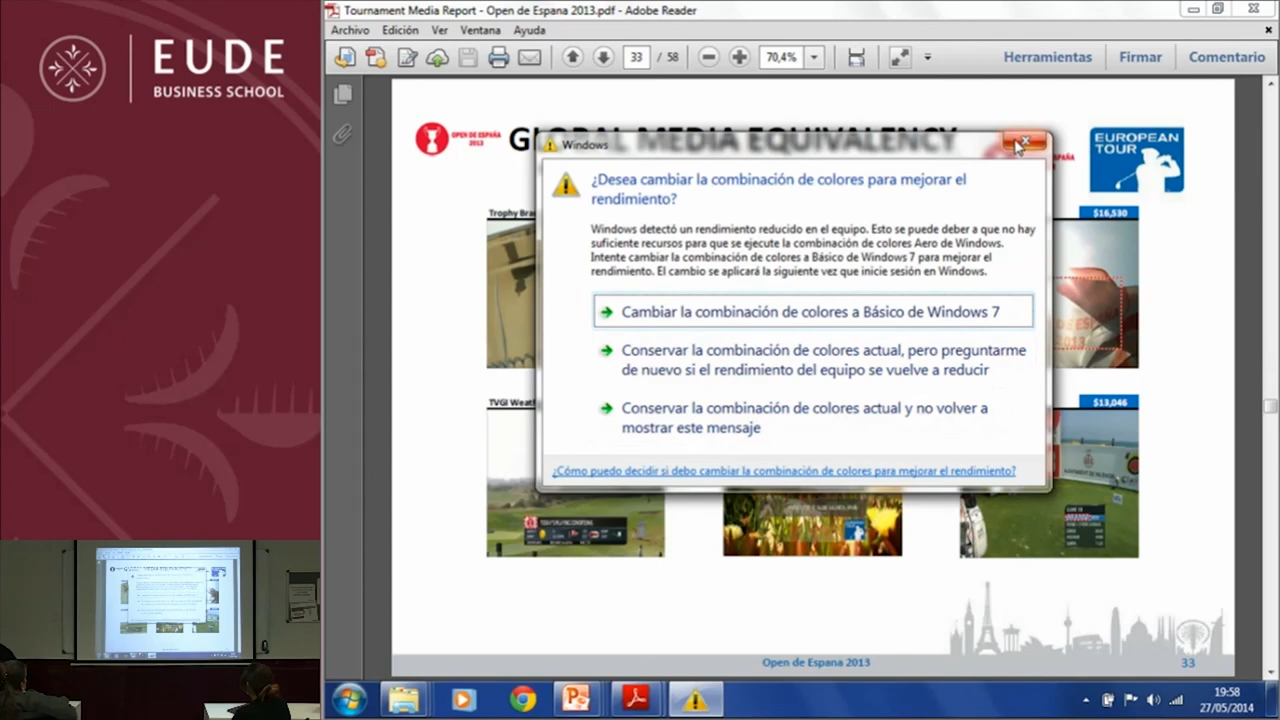 EUDE
BUSINESS SCHOOL
Tournament Media Report - Open de Espana 2013.pdf - Adobe Reader
Archivo Edición Ver Ventana Ayuda
33 / 58 70,4% Herramientas Firmar Comentario
OPEN DE ESPAÑA
2013
GLOBAL MEDIA EQUIVALENCY
EUROPEAN
TOUR
Windows
¿Desea cambiar la combinación de colores para mejorar el
rendimiento?
Windows detectó un rendimiento reducido en el equipo. Esto se puede deber a que no hay
suficiente recursos para que se ejecute la combinación de colores Aero de Windows.
Intente cambiar la combinación de colores a Básico de Windows 7 para mejorar el
rendimiento. El cambio se aplicará la siguiente vez que inicie sesión en Windows.
Cambiar la combinación de colores a Básico de Windows 7
Conservar la combinación de colores actual, pero preguntarme
de nuevo si el rendimiento del equipo se vuelve a reducir
Conservar la combinación de colores actual y no volver a
mostrar este mensaje
¿Cómo puedo decidir si debo cambiar la combinación de colores para mejorar el rendimiento?
Trophy $16,530
TVGI $13,046
Open de Espana 2013
33
19:58
27/05/2014